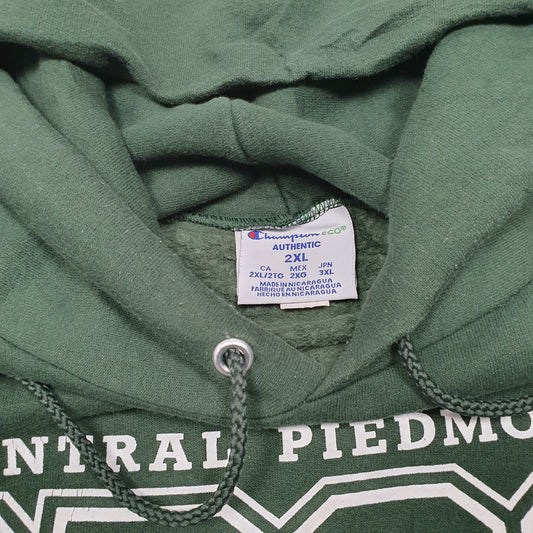 Champion ECO®
AUTHENTIC
2XL
CA MEX JPN
2XL/2TG 2XG 3XL
MADE IN NICARAGUA
FABRIQUÉ AU NICARAGUA
HECHO EN NICARAGUA
NTRAL PIEDMO